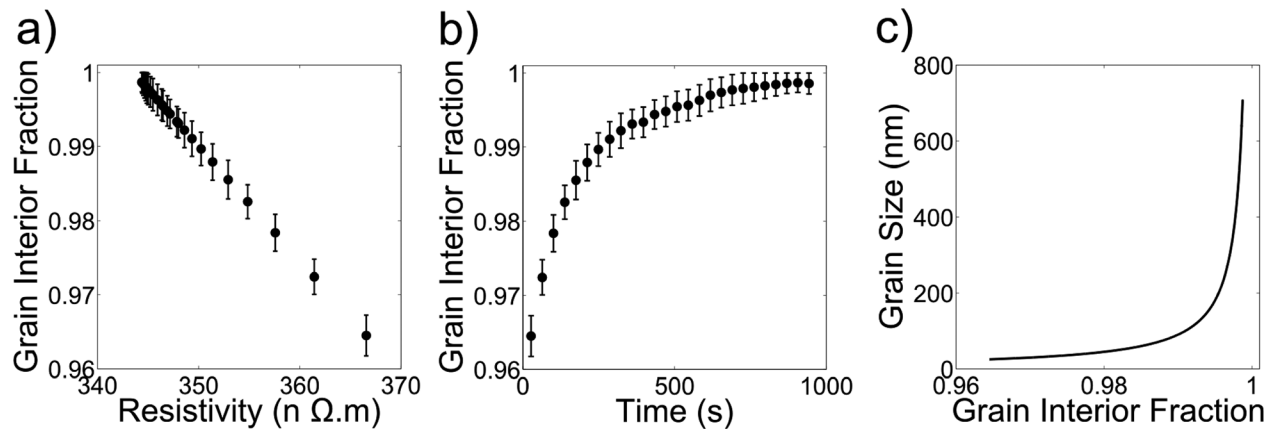 a)
Grain Interior Fraction
1
0.99
0.98
0.97
0.96
340 350 360 370
Resistivity (n Ω.m)
b)
Grain Interior Fraction
1
0.99
0.98
0.97
0.96
0 500 1000
Time (s)
c)
Grain Size (nm)
800
600
400
200
0
0.96 0.98 1
Grain Interior Fraction